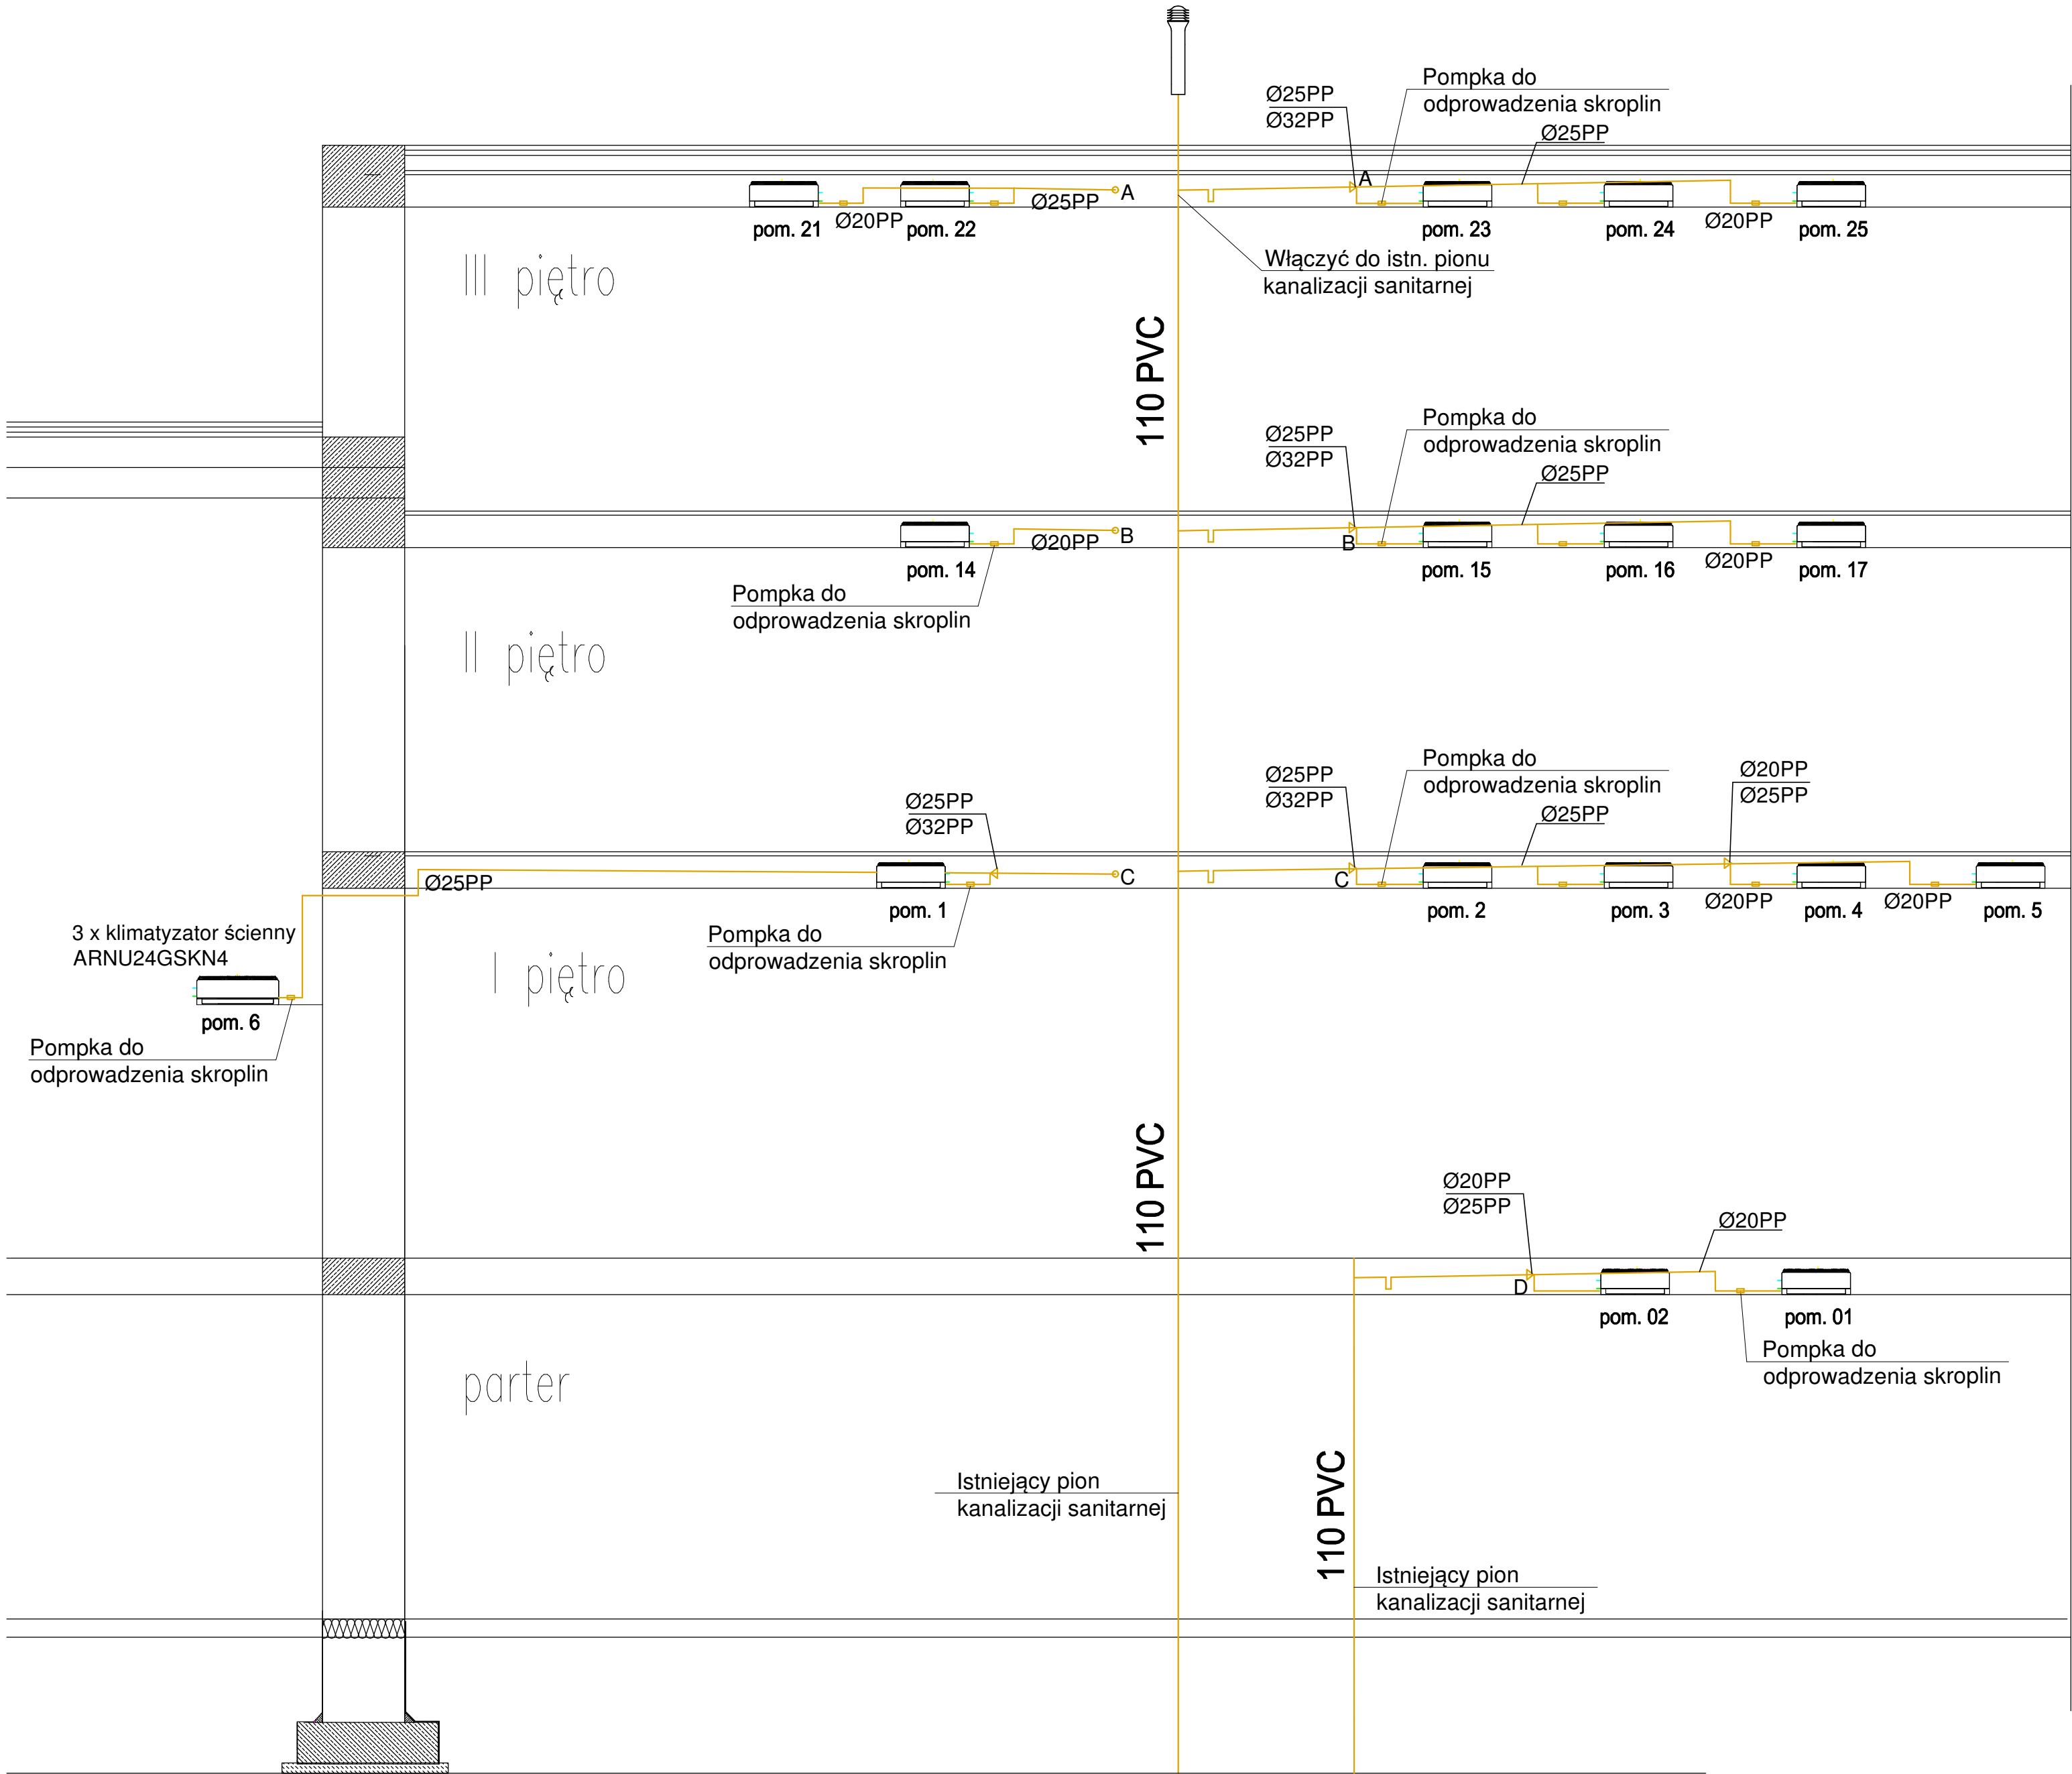 Pompka do
odprowadzenia skroplin
Ø25PP
Ø32PP
Ø25PP
A
A
Ø25PP
Ø20PP
Ø20PP
pom. 21
pom. 22
pom. 23
pom. 24
pom. 25
Włączyć do istn. pionu
kanalizacji sanitarnej
III piętro
110 PVC
Pompka do
odprowadzenia skroplin
Ø25PP
Ø32PP
Ø25PP
B
B
Ø20PP
Ø20PP
pom. 14
pom. 15
pom. 16
pom. 17
Pompka do
odprowadzenia skroplin
II piętro
Pompka do
odprowadzenia skroplin
Ø25PP
Ø32PP
Ø20PP
Ø25PP
Ø25PP
Ø32PP
Ø25PP
Ø25PP
C
C
Ø20PP
Ø20PP
pom. 1
pom. 2
pom. 3
pom. 4
pom. 5
Pompka do
odprowadzenia skroplin
3 x klimatyzator ścienny
ARNU24GSKN4
I piętro
pom. 6
Pompka do
odprowadzenia skroplin
110 PVC
Ø20PP
Ø25PP
Ø20PP
D
pom. 02
pom. 01
Pompka do
odprowadzenia skroplin
parter
Istniejący pion
kanalizacji sanitarnej
110 PVC
Istniejący pion
kanalizacji sanitarnej